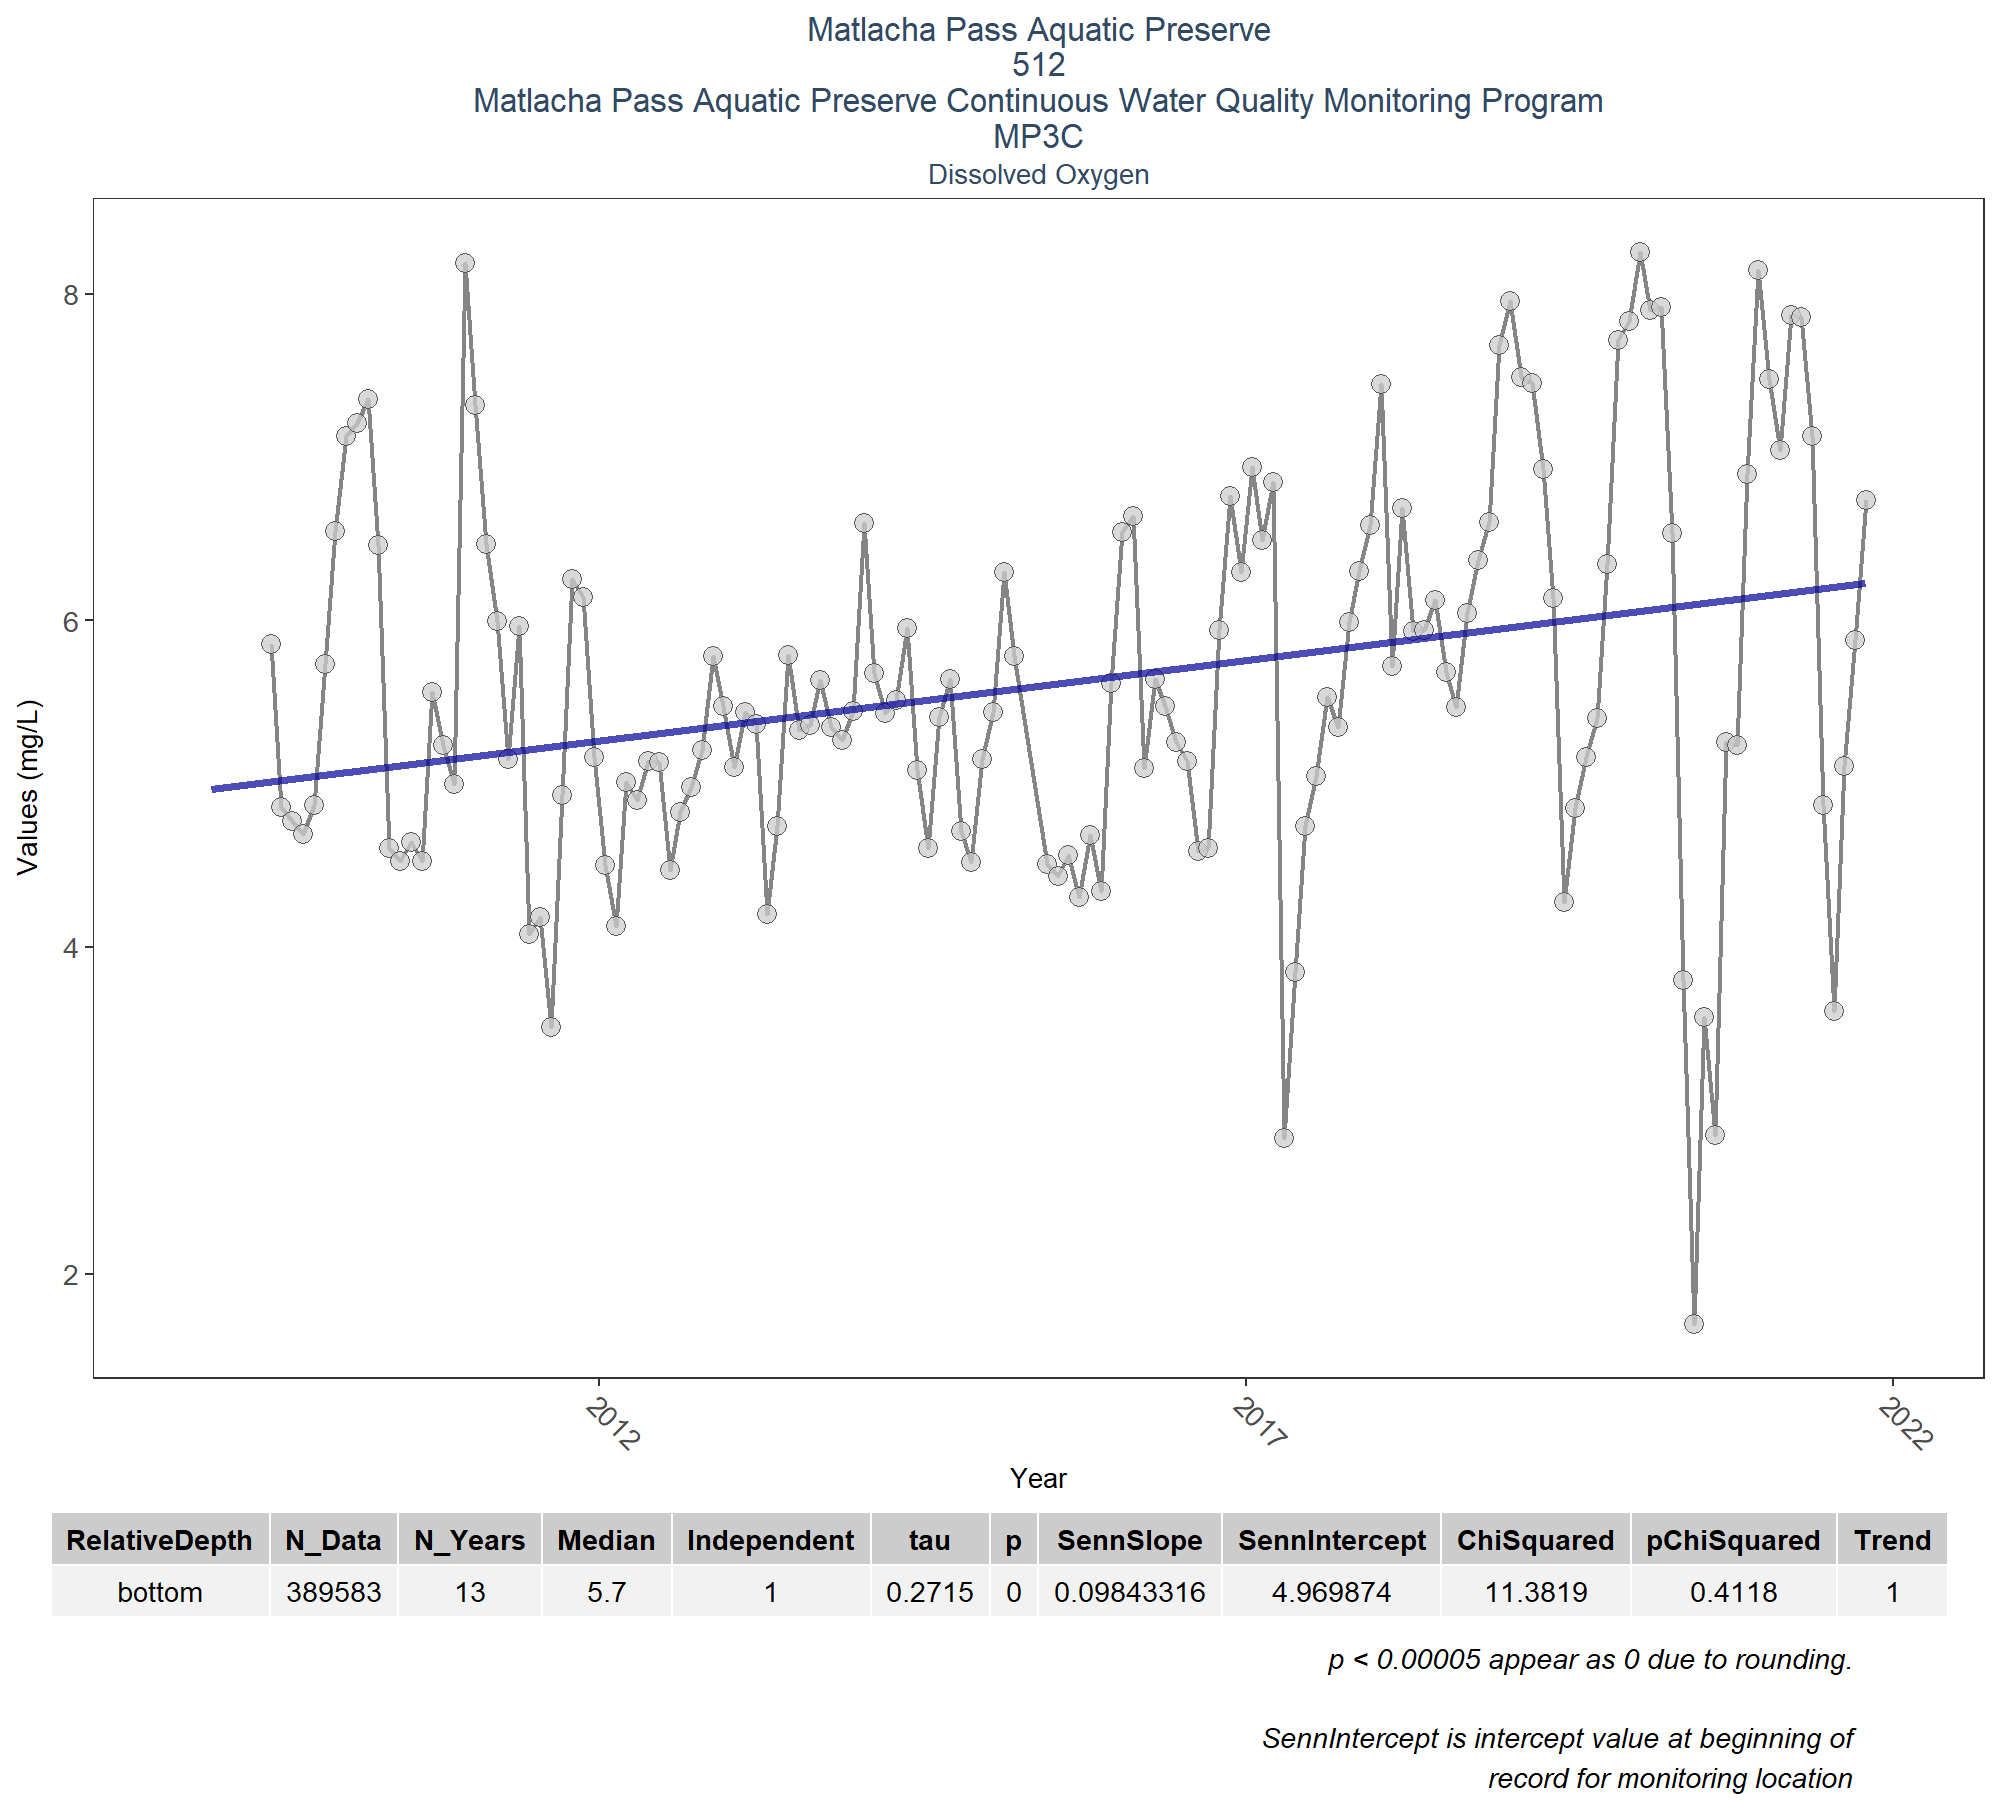 Matlacha Pass Aquatic Preserve
512
Matlacha Pass Aquatic Preserve Continuous Water Quality Monitoring Program
MP3C
Dissolved Oxygen
Values (mg/L)
8
6
4
2
2012 2017 2022
Year
RelativeDepth N_Data N_Years Median Independent tau p SennSlope SennIntercept ChiSquared pChiSquared Trend
bottom 389583 13 5.7 1 0.2715 0 0.09843316 4.969874 11.3819 0.4118 1
p < 0.00005 appear as 0 due to rounding.
SennIntercept is intercept value at beginning of
record for monitoring location